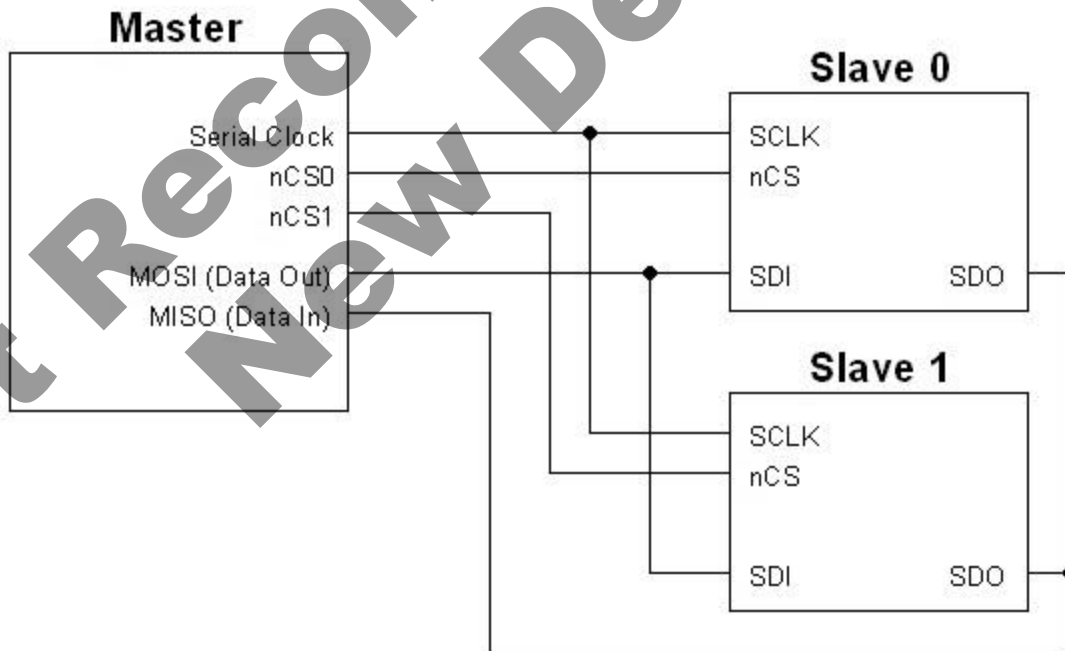 Master
Serial Clock
nCS0
nCS1
MOSI (Data Out)
MISO (Data In)
Slave 0
SCLK
nCS
SDI
SDO
Slave 1
SCLK
nCS
SDI
SDO
New